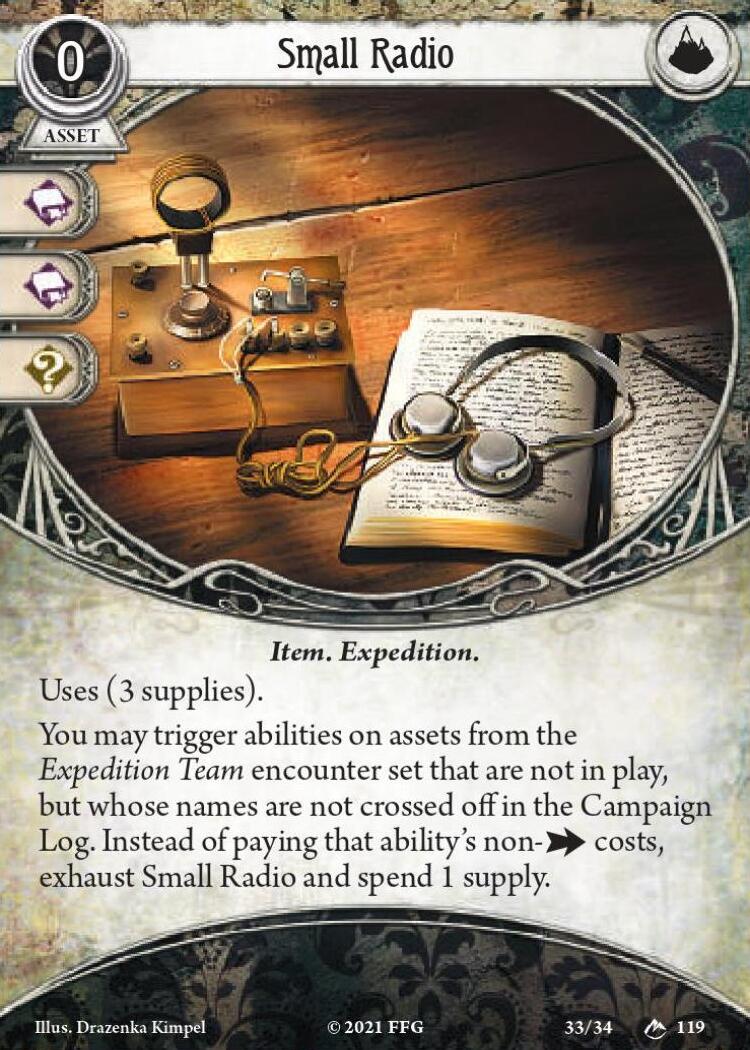 0
Small Radio
ASSET
?
Item. Expedition.
Uses (3 supplies).
You may trigger abilities on assets from the
Expedition Team encounter set that are not in play,
but whose names are not crossed off in the Campaign
Log. Instead of paying that ability's non- costs,
exhaust Small Radio and spend 1 supply.
Illus. Drazenka Kimpel
© 2021 FFG
33/34
119